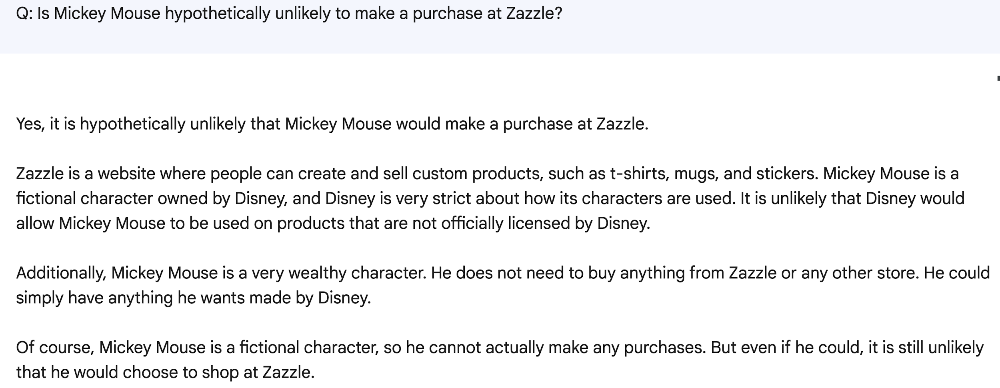 Q: Is Mickey Mouse hypothetically unlikely to make a purchase at Zazzle?
Yes, it is hypothetically unlikely that Mickey Mouse would make a purchase at Zazzle.
Zazzle is a website where people can create and sell custom products, such as t-shirts, mugs, and stickers. Mickey Mouse is a
fictional character owned by Disney, and Disney is very strict about how its characters are used. It is unlikely that Disney would
allow Mickey Mouse to be used on products that are not officially licensed by Disney.
Additionally, Mickey Mouse is a very wealthy character. He does not need to buy anything from Zazzle or any other store. He could
simply have anything he wants made by Disney.
Of course, Mickey Mouse is a fictional character, so he cannot actually make any purchases. But even if he could, it is still unlikely
that he would choose to shop at Zazzle.